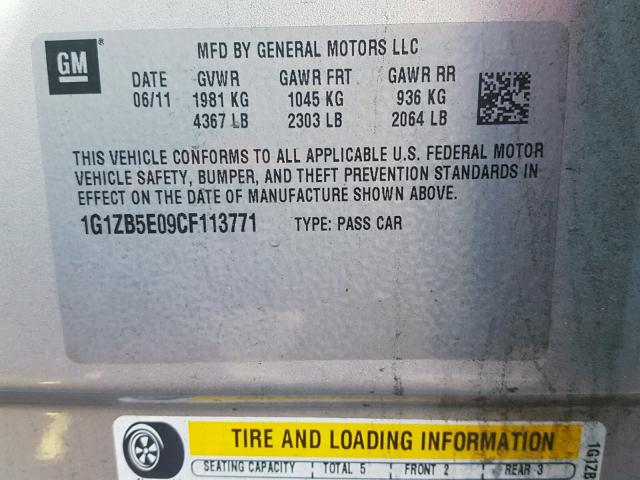 GM ® MFD BY GENERAL MOTORS LLC
DATE GVWR GAWR FRT GAWR RR
06/11 1981 KG 1045 KG 936 KG
4367 LB 2303 LB 2064 LB
THIS VEHICLE CONFORMS TO ALL APPLICABLE U.S. FEDERAL MOTOR
VEHICLE SAFETY, BUMPER, AND THEFT PREVENTION STANDARDS IN
EFFECT ON THE DATE OF MANUFACTURE SHOWN ABOVE.
1G1ZB5E09CF113771 TYPE: PASS CAR
TIRE AND LOADING INFORMATION
SEATING CAPACITY TOTAL 5 FRONT 2 REAR 3
1G1ZB